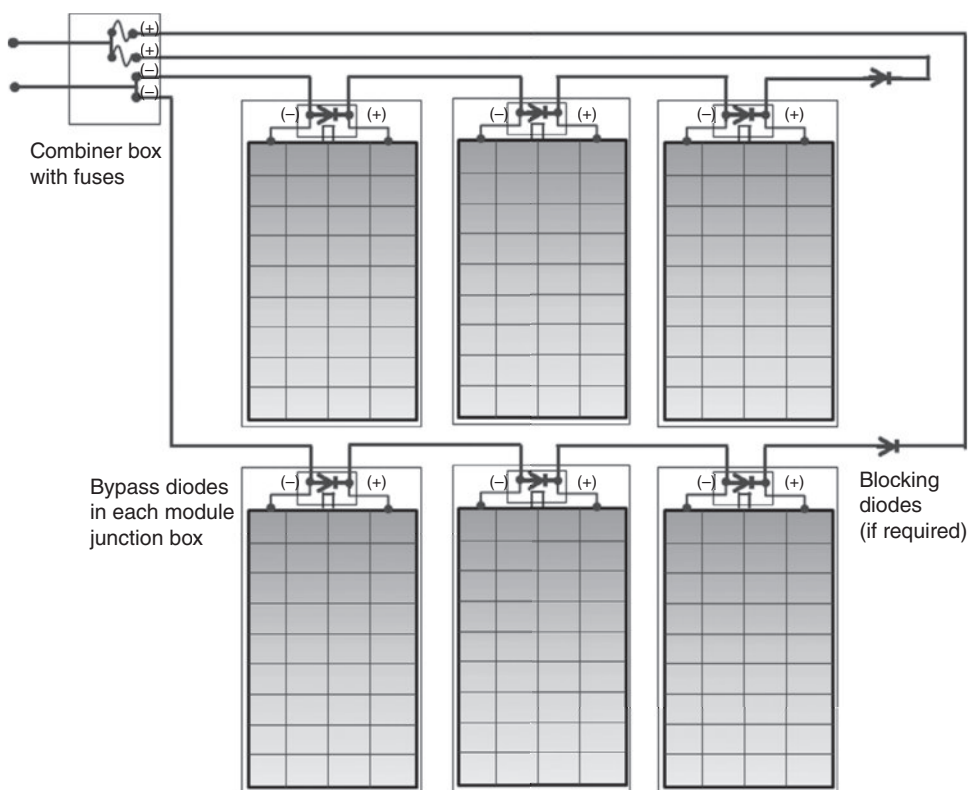 (+)
(+)
(–)
(–)
(–) (+) (–) (+) (–) (+)
Combiner box
with fuses
(–) (+) (–) (+) (–) (+)
Bypass diodes
in each module
junction box
Blocking
diodes
(if required)